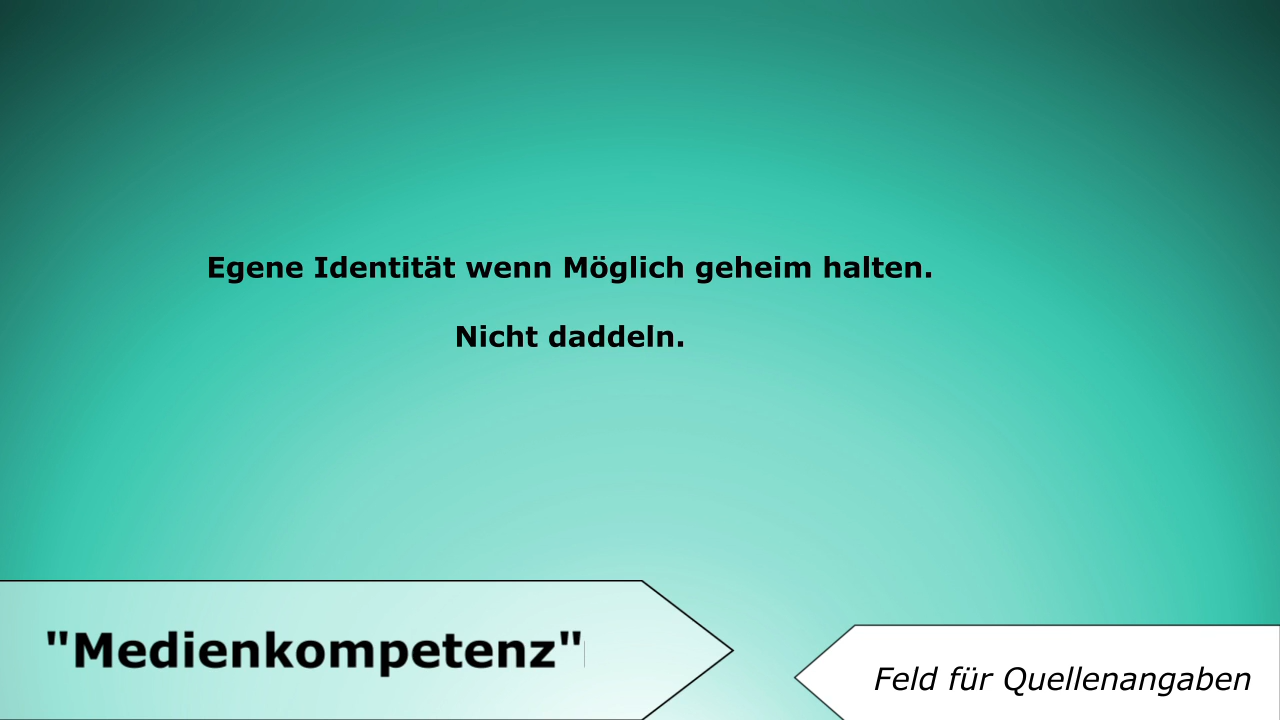 Egene Identität wenn Möglich geheim halten.
Nicht daddeln.
"Medienkompetenz"
Feld für Quellenangaben